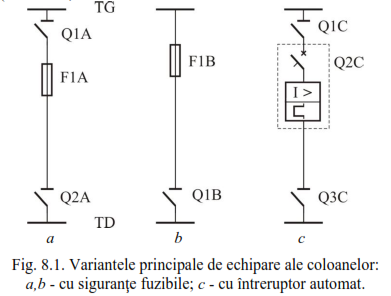 TG
Q1A
Q1C
F1A
F1B
Q2C
I >
Q2A
Q1B
Q3C
TD
a
b
c
Fig. 8.1. Variantele principale de echipare ale coloanelor:
a,b - cu siguranțe fuzibile; c - cu întreruptor automat.